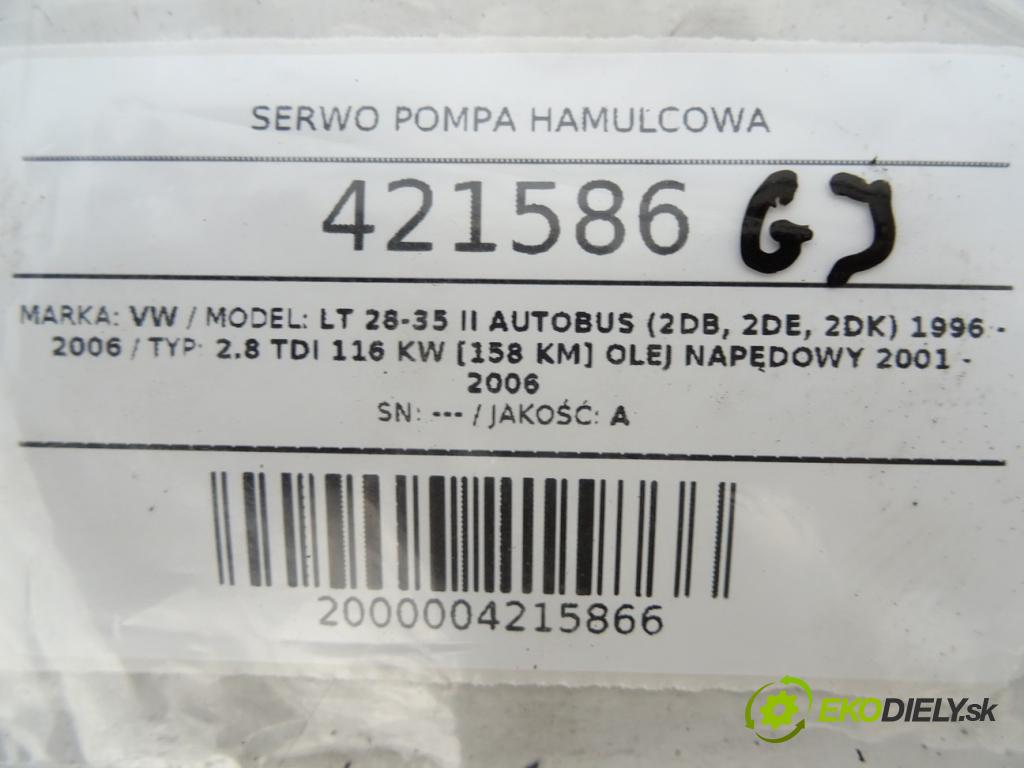 SERWO POMPA HAMULCOWA
421586 GJ
MARKA: VW / MODEL: LT 28-35 II AUTOBUS (2DB, 2DE, 2DK) 1996 -
2006 / TYP: 2.8 TDI 116 KW [158 KM] OLEJ NAPĘDOWY 2001 -
2006
SN: --- / JAKOŚĆ: A
2000004215866
EKODIELY.sk